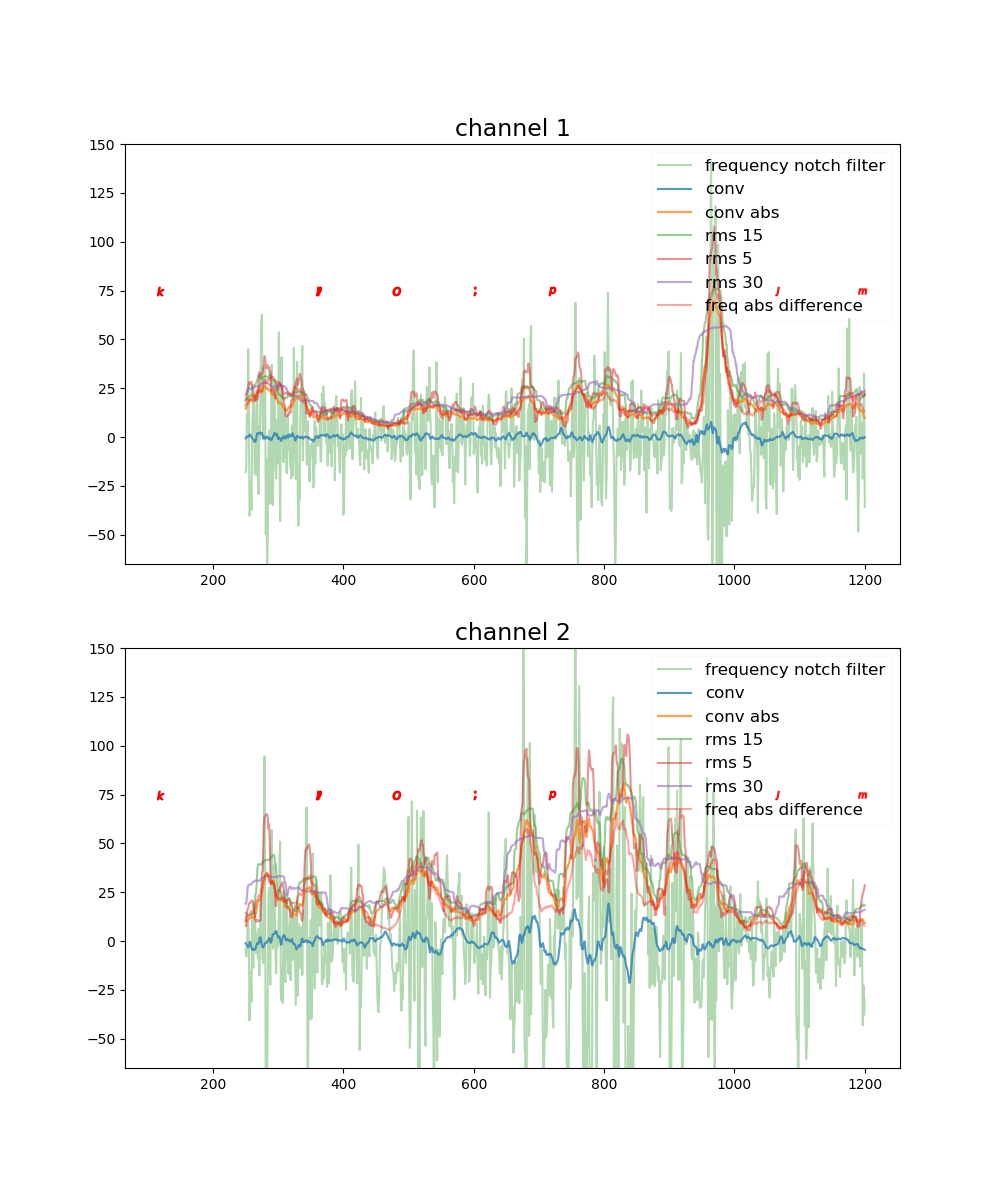 channel 1
150
125
100
75
50
25
0
−25
−50
k , o ; p j m
frequency notch filter
conv
conv abs
rms 15
rms 5
rms 30
freq abs difference
200 400 600 800 1000 1200
channel 2
150
125
100
75
50
25
0
−25
−50
k , o ; p j m
frequency notch filter
conv
conv abs
rms 15
rms 5
rms 30
freq abs difference
200 400 600 800 1000 1200